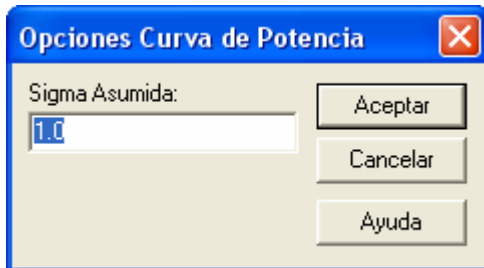 Opciones Curva de Potencia
Sigma Asumida:
1.0
Aceptar
Cancelar
Ayuda